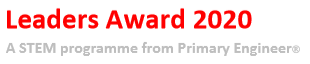 Leaders Award 2020
A STEM programme from Primary Engineer®